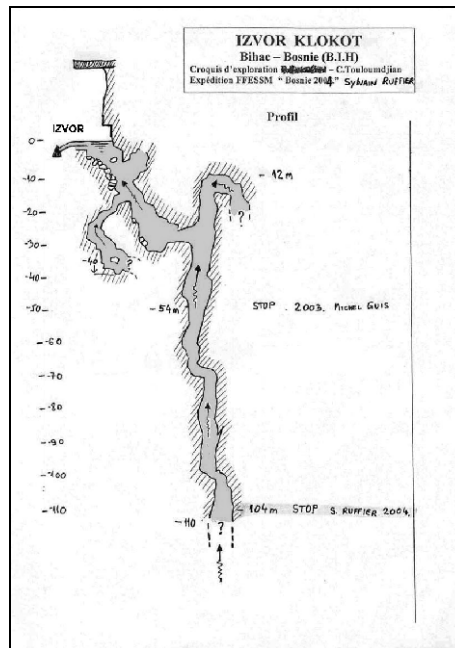 IZVOR KLOKOT
Bihac – Bosnie (B.I.H)
Croquis d'exploration – C.Touloumdjian
Expédition FFESSM " Bosnie 2004" SYLVAIN RUFFIER
Profil
IZVOR
0
-10
-12m
-20
?
-30
?
-40
-40
-50
-54m
STOP . 2003. MICHEL GUIS
-60
-70
-80
-90
-100
-110
-104m STOP S. RUFFIER 2004.
-110
?